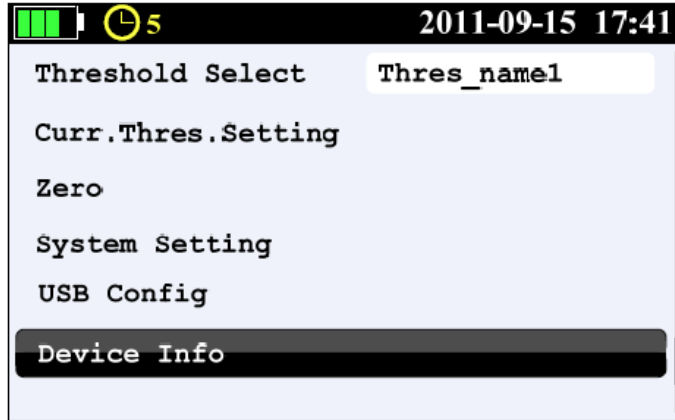 5 2011-09-15 17:41
Threshold Select Thres_name1
Curr.Thres.Setting
Zero
System Setting
USB Config
Device Info